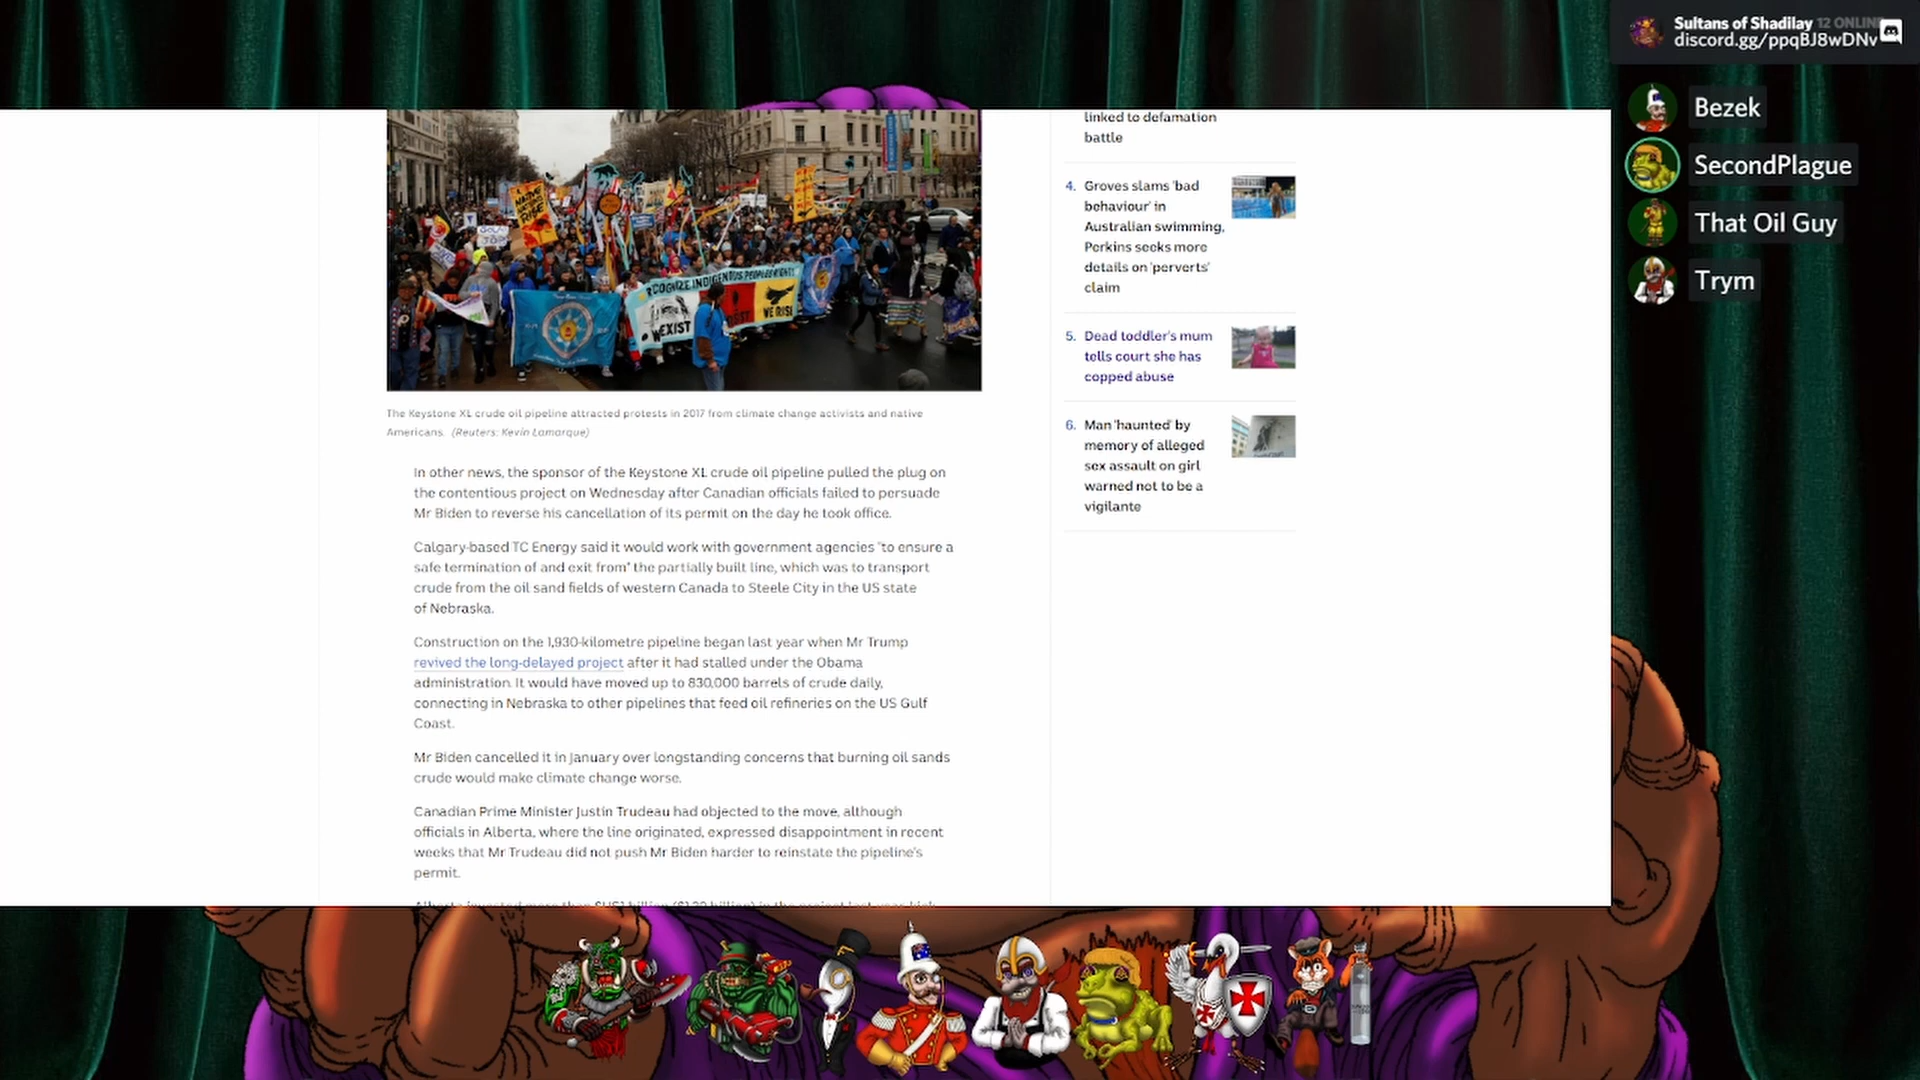 Sultans of Shadilay 12 ONLINE
discord.gg/ppqBJ8wDNv
Bezek
SecondPlague
That Oil Guy
Trym
NATIVE NATIONS RISE
RECOGNIZE INDIGENOUS PEOPLES RIGHTS
WE RISE
The Keystone XL crude oil pipeline attracted protests in 2017 from climate change activists and native
Americans. (Reuters: Kevin Lamarque)
In other news, the sponsor of the Keystone XL crude oil pipeline pulled the plug on
the contentious project on Wednesday after Canadian officials failed to persuade
Mr Biden to reverse his cancellation of its permit on the day he took office.
Calgary-based TC Energy said it would work with government agencies "to ensure a
safe termination of and exit from" the partially built line, which was to transport
crude from the oil sand fields of western Canada to Steele City in the US state
of Nebraska.
Construction on the 1,930-kilometre pipeline began last year when Mr Trump
revived the long-delayed project after it had stalled under the Obama
administration. It would have moved up to 830,000 barrels of crude daily,
connecting in Nebraska to other pipelines that feed oil refineries on the US Gulf
Coast.
Mr Biden cancelled it in January over longstanding concerns that burning oil sands
crude would make climate change worse.
Canadian Prime Minister Justin Trudeau had objected to the move, although
officials in Alberta, where the line originated, expressed disappointment in recent
weeks that Mr Trudeau did not push Mr Biden harder to reinstate the pipeline's
permit.
linked to defamation
battle
4. Groves slams 'bad
behaviour' in
Australian swimming,
Perkins seeks more
details on 'perverts'
claim
5. Dead toddler's mum
tells court she has
copped abuse
6. Man 'haunted' by
memory of alleged
sex assault on girl
warned not to be a
vigilante